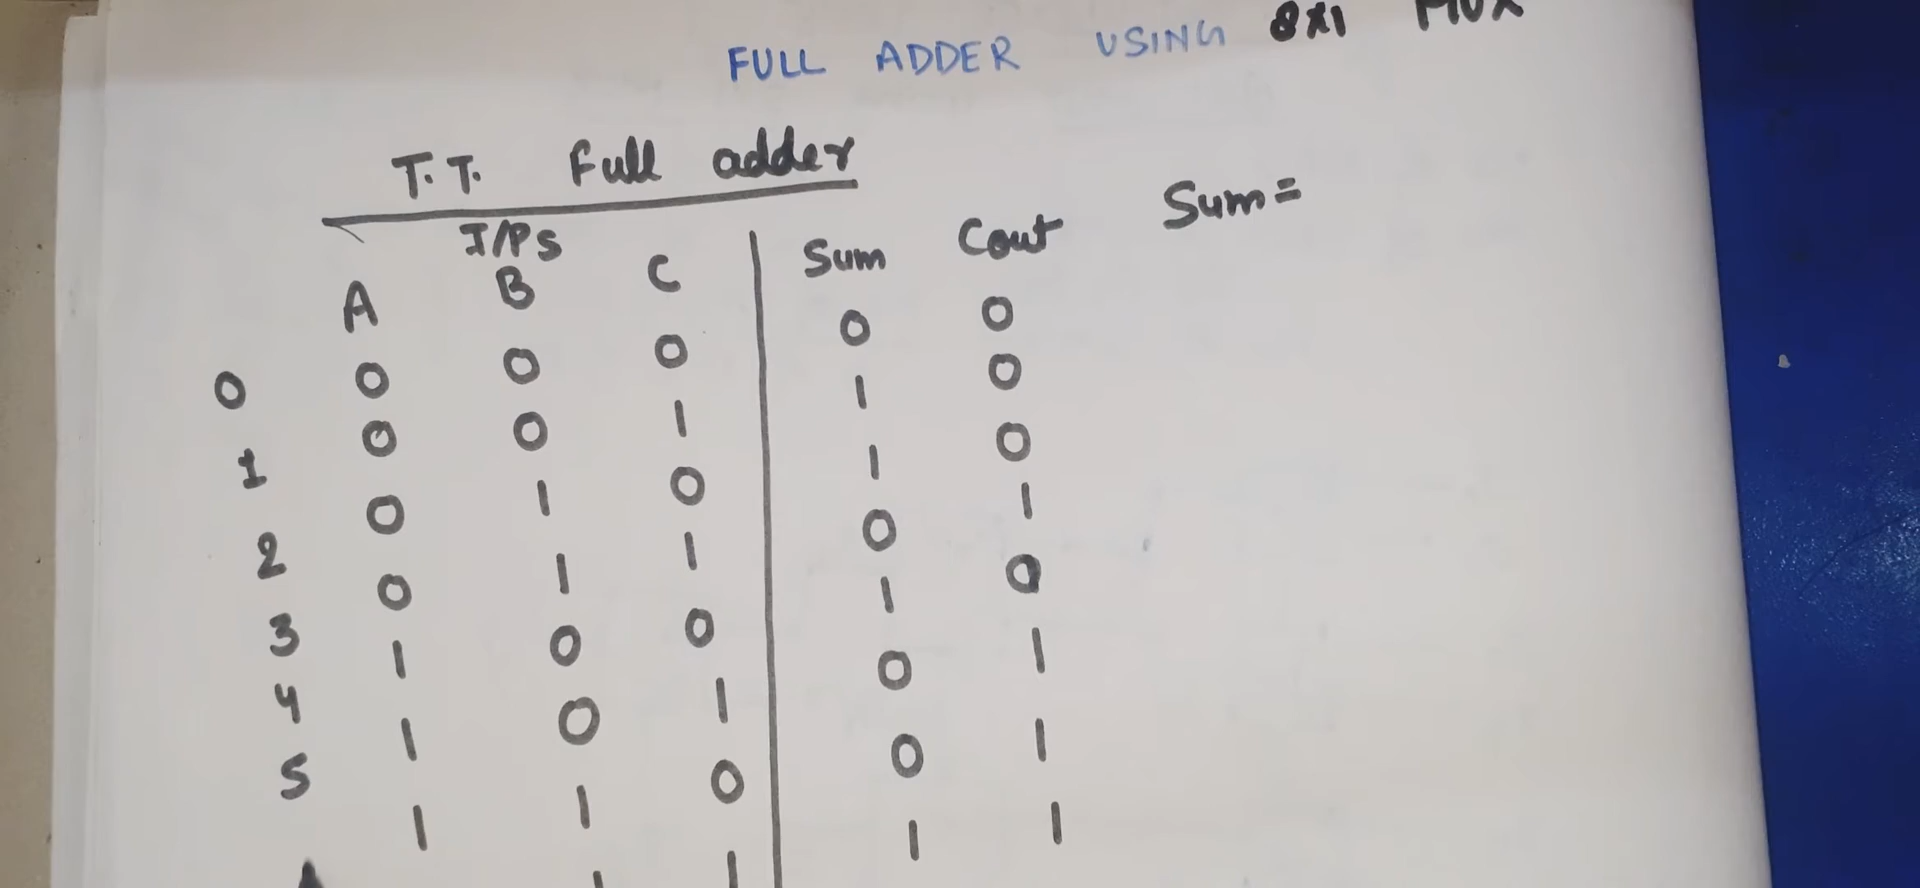 FULL ADDER USING 8X1 MUX
T.T. Full adder
I/PS
A B C Sum Cout Sum=
0 0 0 0 0 0
1 0 0 1 1 0
2 0 1 0 1 0
3 0 1 1 0 1
4 1 0 0 1 0
5 1 0 1 0 1
1 1 0 0 1
1 1 1 1